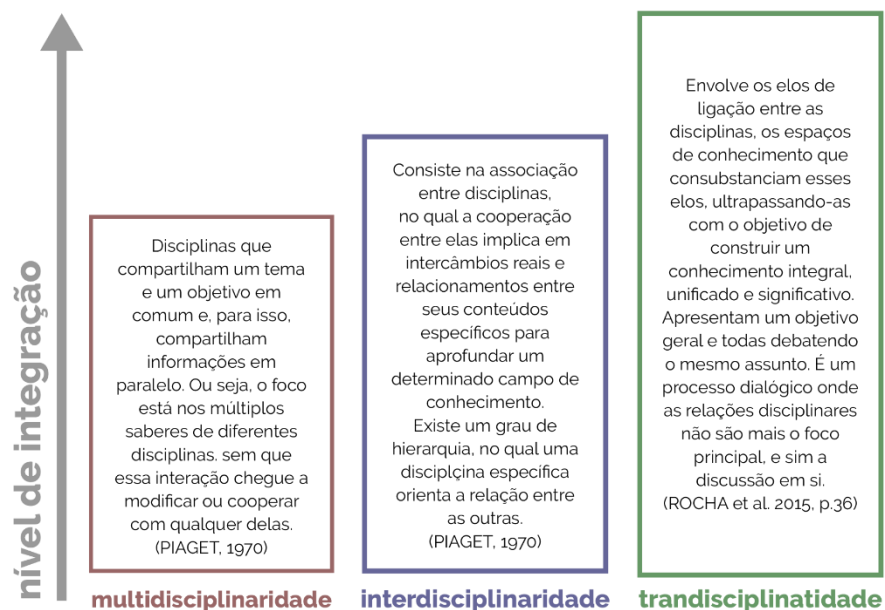 nível de integração
Disciplinas que
compartilham um tema
e um objetivo em
comum e, para isso,
compartilham
informações em
paralelo. Ou seja, o foco
está nos múltiplos
saberes de diferentes
disciplinas. sem que
essa interação chegue a
modificar ou cooperar
com qualquer delas.
(PIAGET, 1970)
multidisciplinaridade
Consiste na associação
entre disciplinas,
no qual a cooperação
entre elas implica em
intercâmbios reais e
relacionamentos entre
seus conteúdos
específicos para
aprofundar um
determinado campo de
conhecimento.
Existe um grau de
hierarquia, no qual uma
disciplçina específica
orienta a relação entre
as outras.
(PIAGET, 1970)
interdisciplinaridade
Envolve os elos de
ligação entre as
disciplinas, os espaços
de conhecimento que
consubstanciam esses
elos, ultrapassando-as
com o objetivo de
construir um
conhecimento integral,
unificado e significativo.
Apresentam um objetivo
geral e todas debatendo
o mesmo assunto. É um
processo dialógico onde
as relações disciplinares
não são mais o foco
principal, e sim a
discussão em si.
(ROCHA et al. 2015, p.36)
trandisciplinatidade